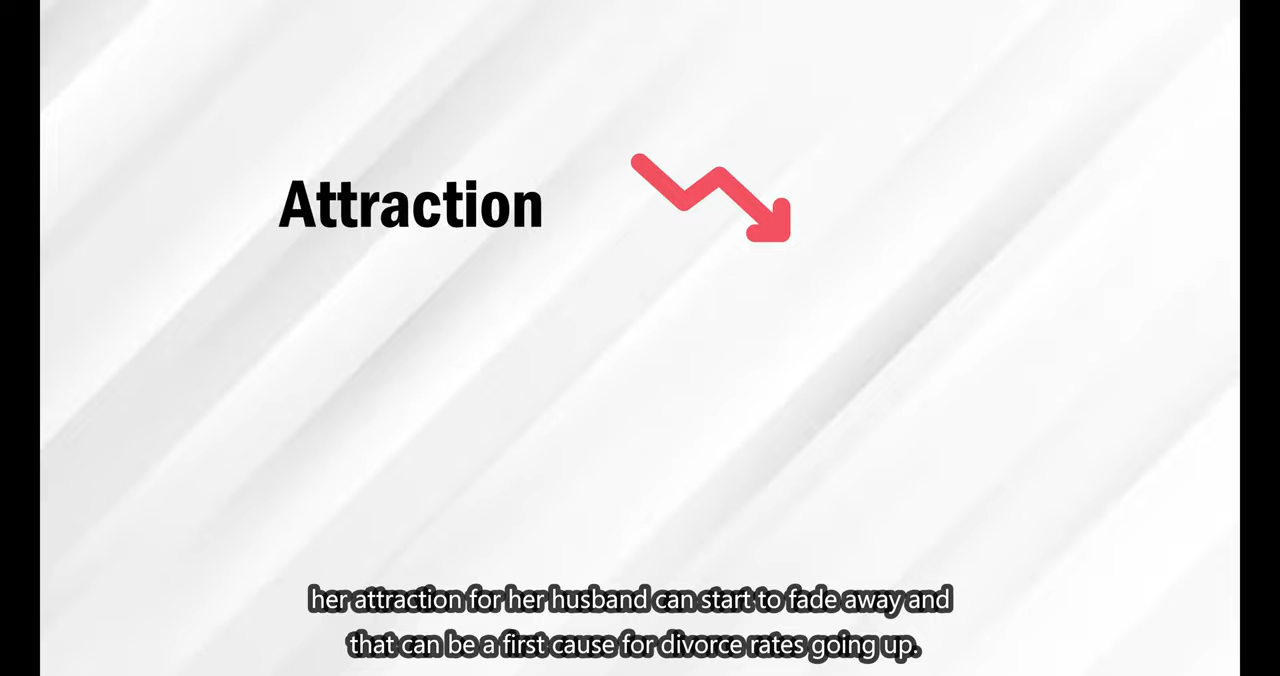 Attraction
her attraction for her husband can start to fade away and
that can be a first cause for divorce rates going up.